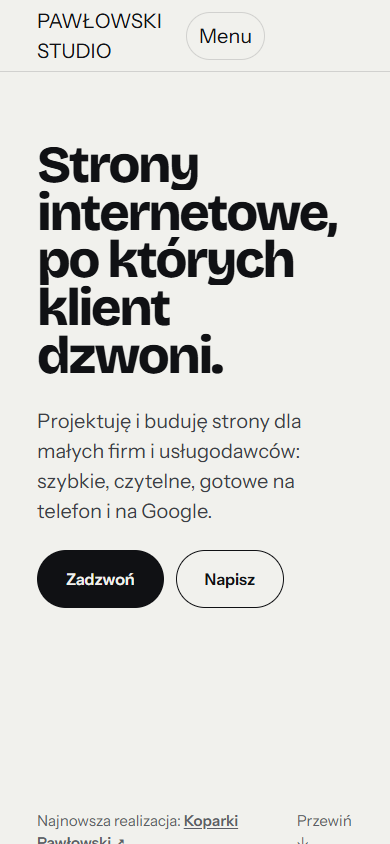 PAWŁOWSKI
STUDIO
Menu
Strony
internetowe,
po których
klient
dzwoni.
Projektuję i buduję strony dla
małych firm i usługodawców:
szybkie, czytelne, gotowe na
telefon i na Google.
Zadzwoń
Napisz
Najnowsza realizacja: Koparki
Pawłowski ↗
Przewiń
↓